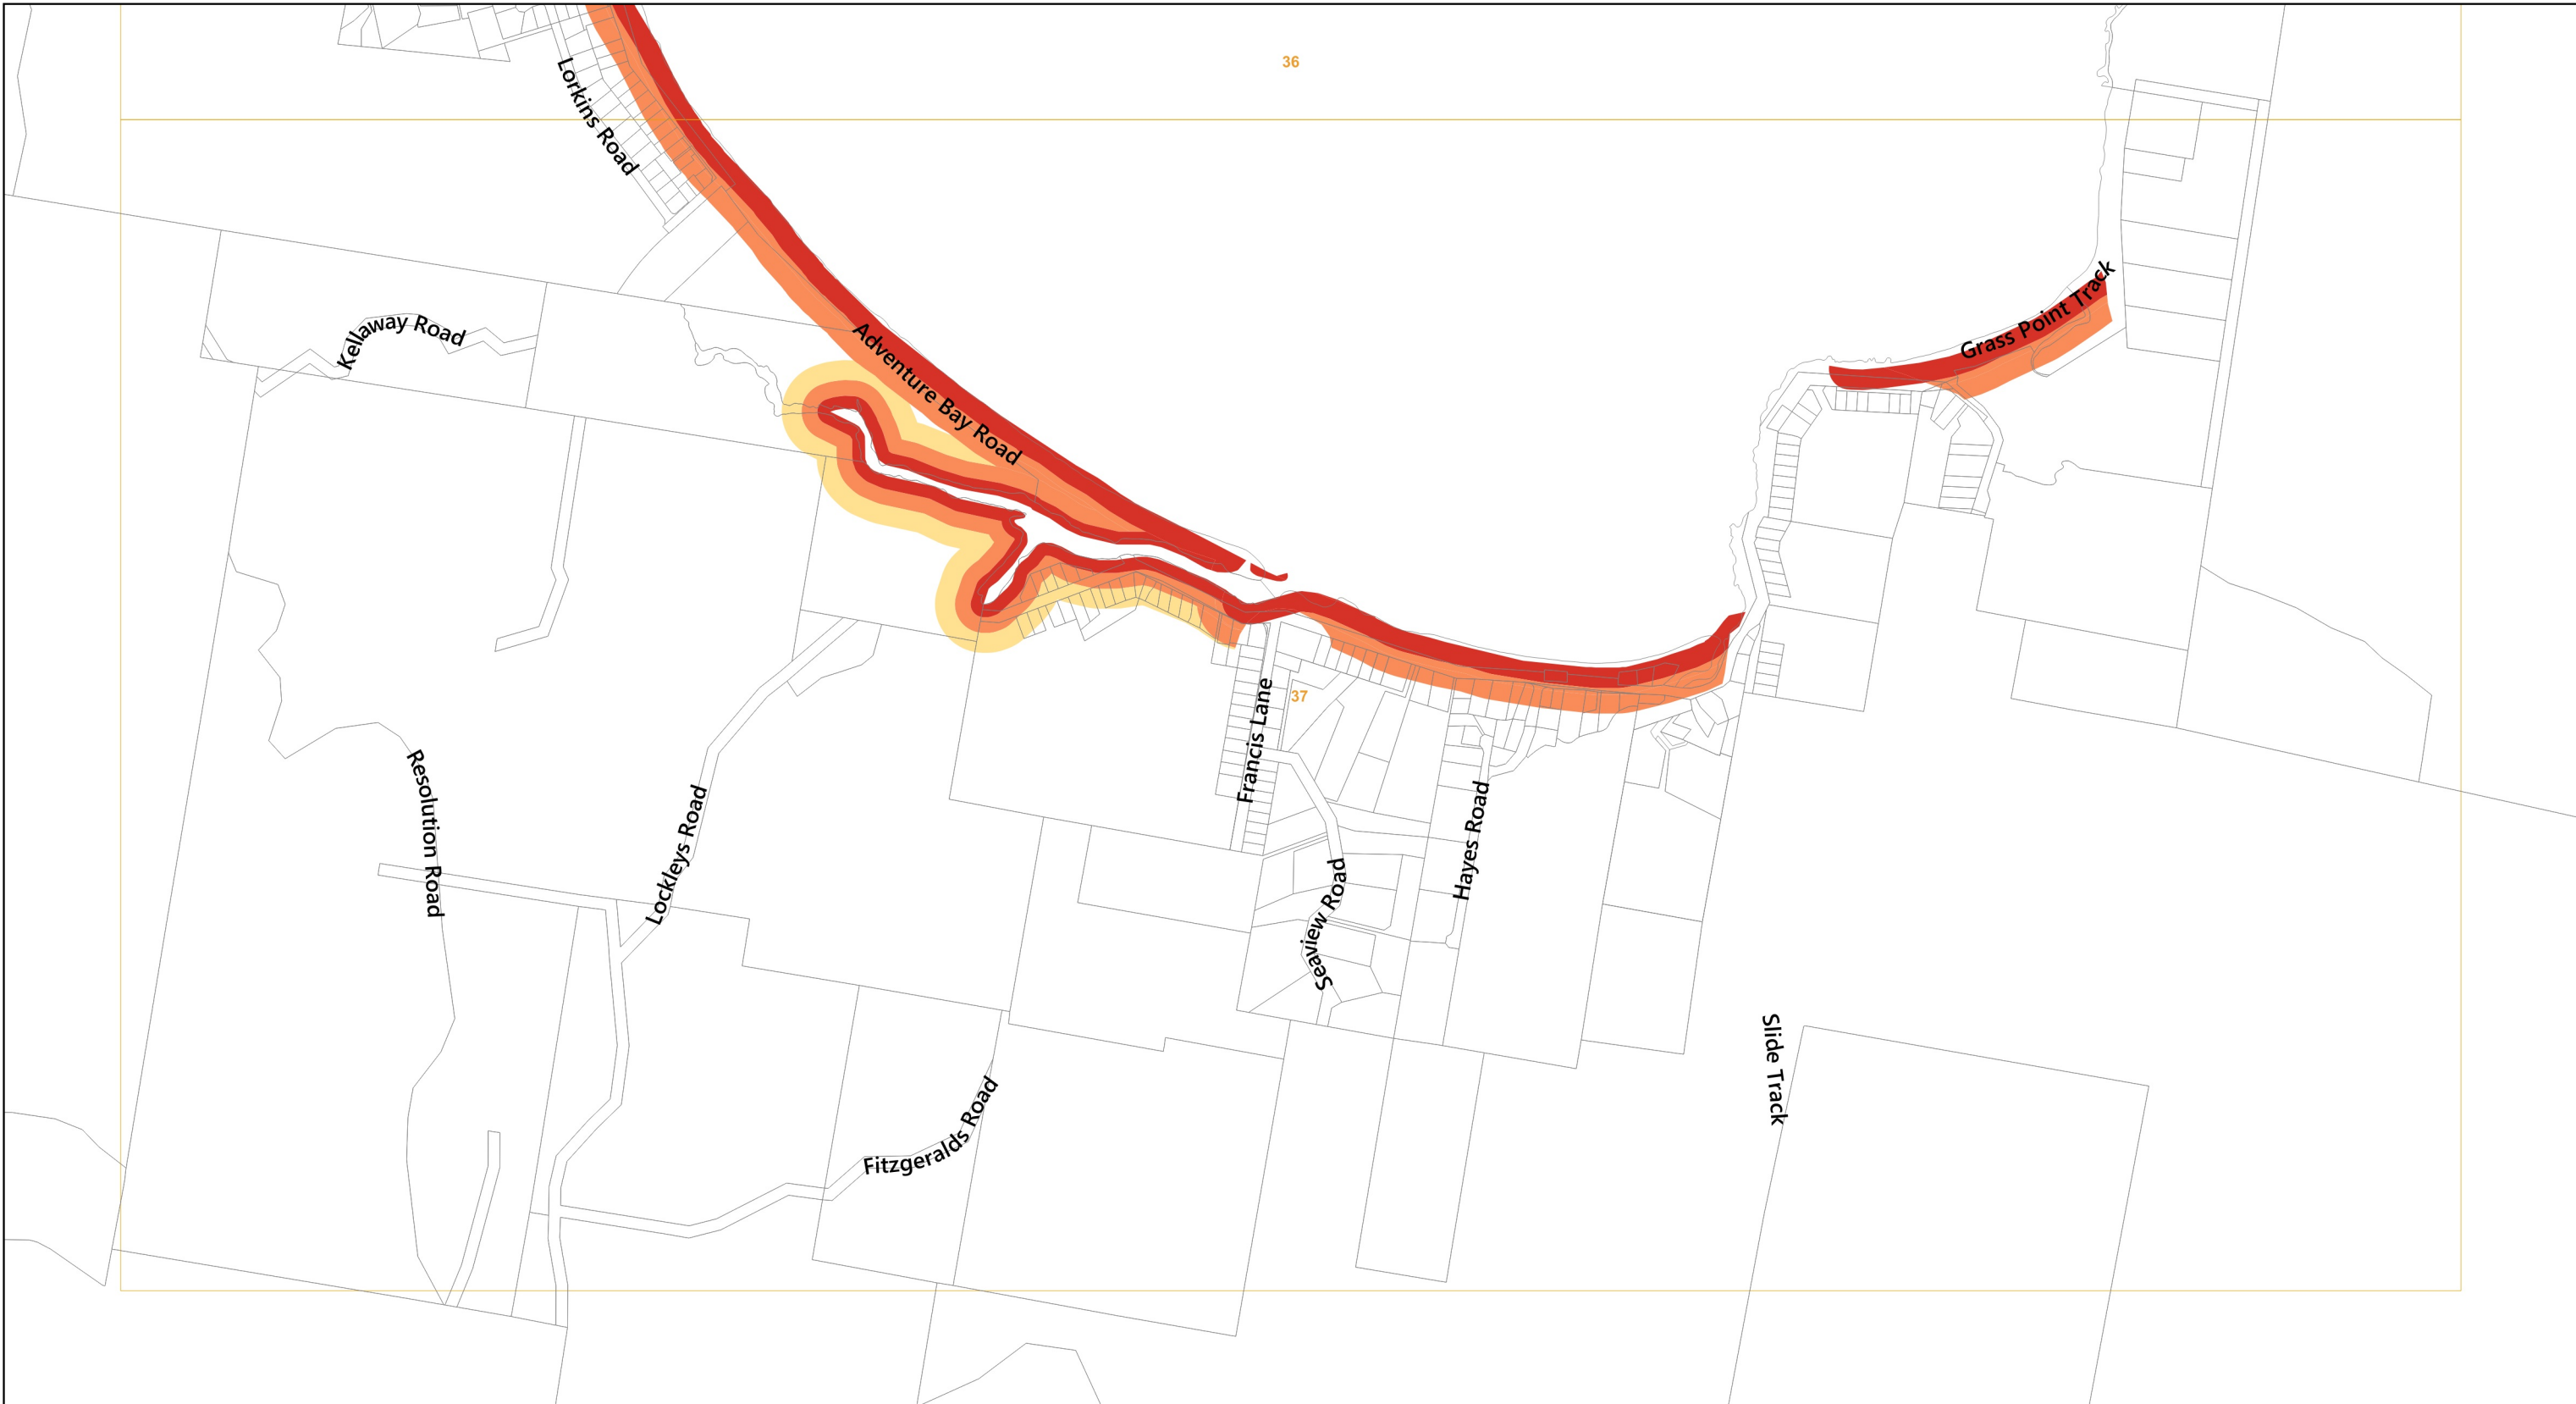 36
Lorkins Road
Grass Point Track
Kellaway Road
Adventure Bay Road
37
Francis Lane
Resolution Road
Lockleys Road
Hayes Road
Seaview Road
Slide Track
Fitzgeralds Road